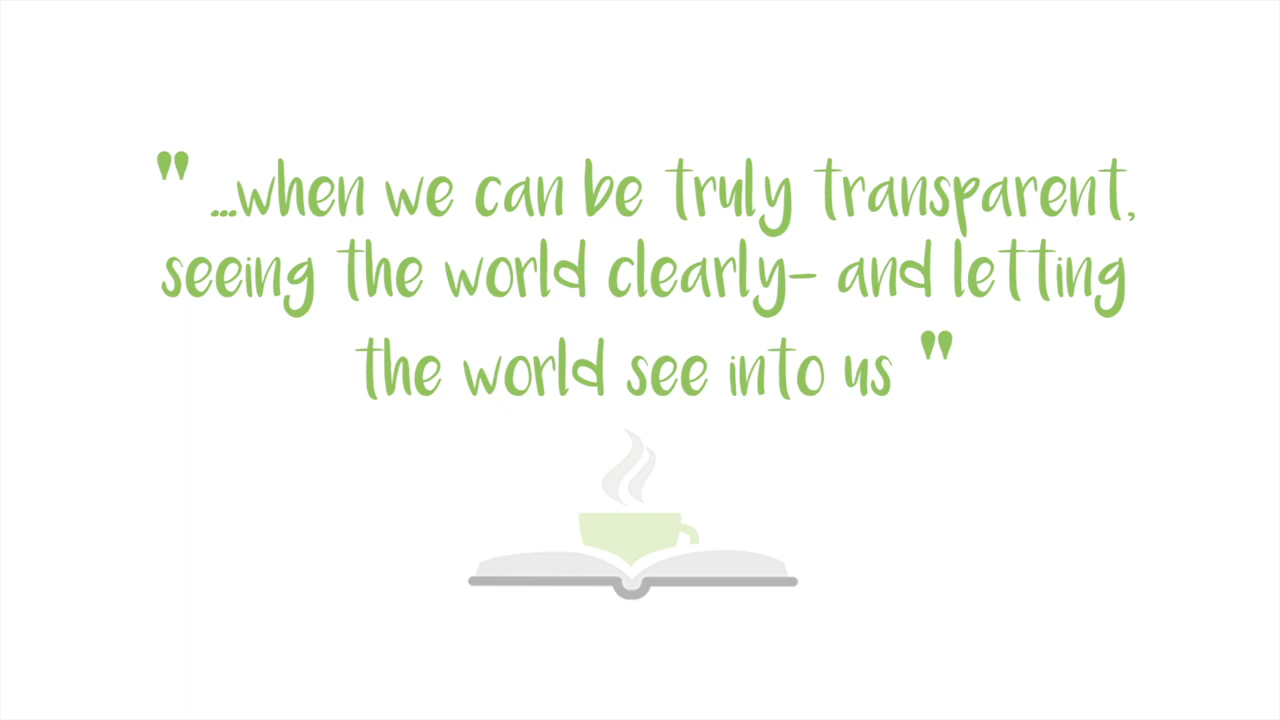 " ...when we can be truly transparent,
seeing the world clearly- and letting
the world see into us "